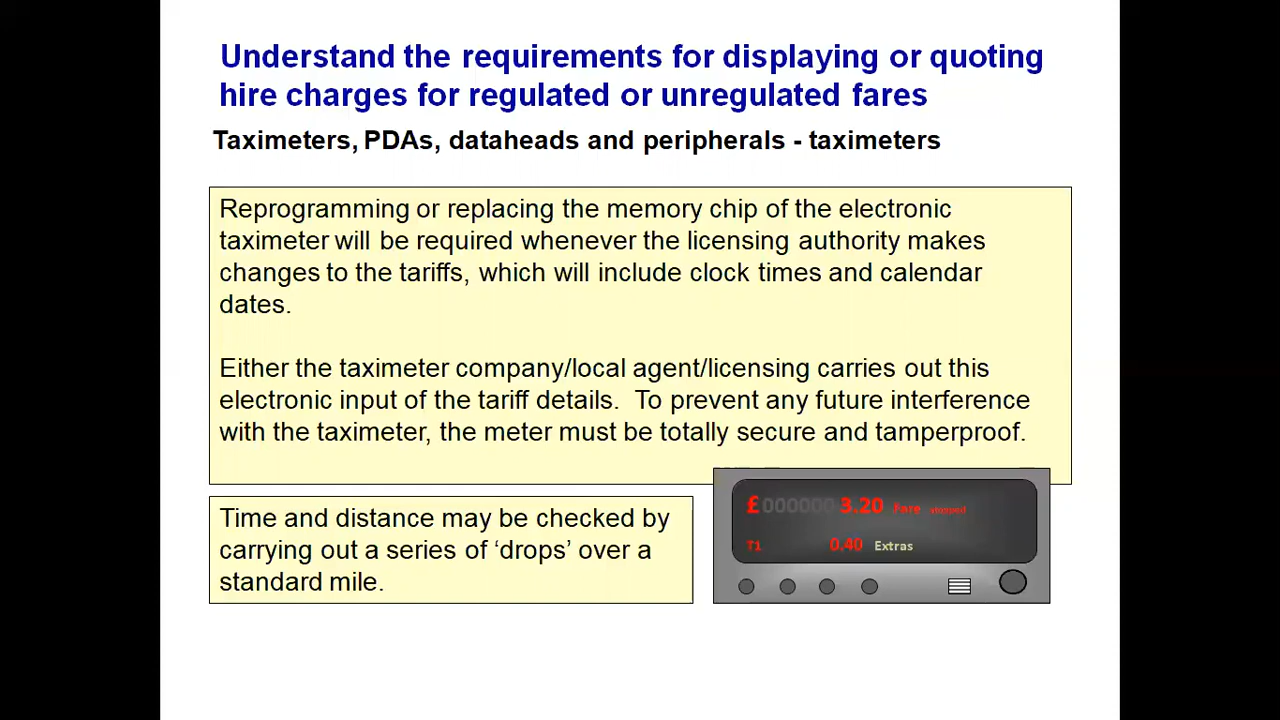 Understand the requirements for displaying or quoting
hire charges for regulated or unregulated fares
Taximeters, PDAs, dataheads and peripherals - taximeters
Reprogramming or replacing the memory chip of the electronic
taximeter will be required whenever the licensing authority makes
changes to the tariffs, which will include clock times and calendar
dates.
Either the taximeter company/local agent/licensing carries out this
electronic input of the tariff details.  To prevent any future interference
with the taximeter, the meter must be totally secure and tamperproof.
Time and distance may be checked by
carrying out a series of ‘drops’ over a
standard mile.
£000000 3.20 Fare stopped
T1 0.40 Extras